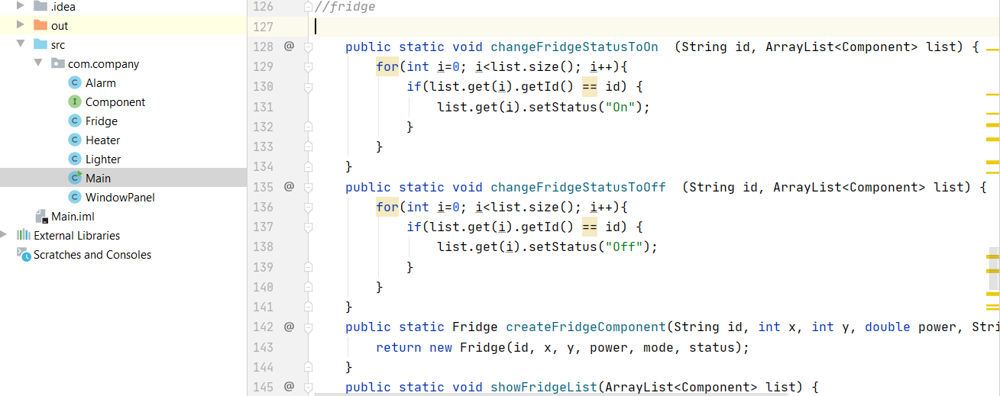 .idea
out
src
com.company
Alarm
Component
Fridge
Heater
Lighter
Main
WindowPanel
Main.iml
External Libraries
Scratches and Consoles
126 //fridge
127
128 @ public static void changeFridgeStatusToOn  (String id, ArrayList<Component> list) {
129 for(int i=0; i<list.size(); i++){
130 if(list.get(i).getId() == id) {
131 list.get(i).setStatus("On");
132 }
133 }
134 }
135 @ public static void changeFridgeStatusToOff  (String id, ArrayList<Component> list) {
136 for(int i=0; i<list.size(); i++){
137 if(list.get(i).getId() == id) {
138 list.get(i).setStatus("Off");
139 }
140 }
141 }
142 @ public static Fridge createFridgeComponent(String id, int x, int y, double power, Stri
143 return new Fridge(id, x, y, power, mode, status);
144 }
145 @ public static void showFridgeList(ArrayList<Component> list) {